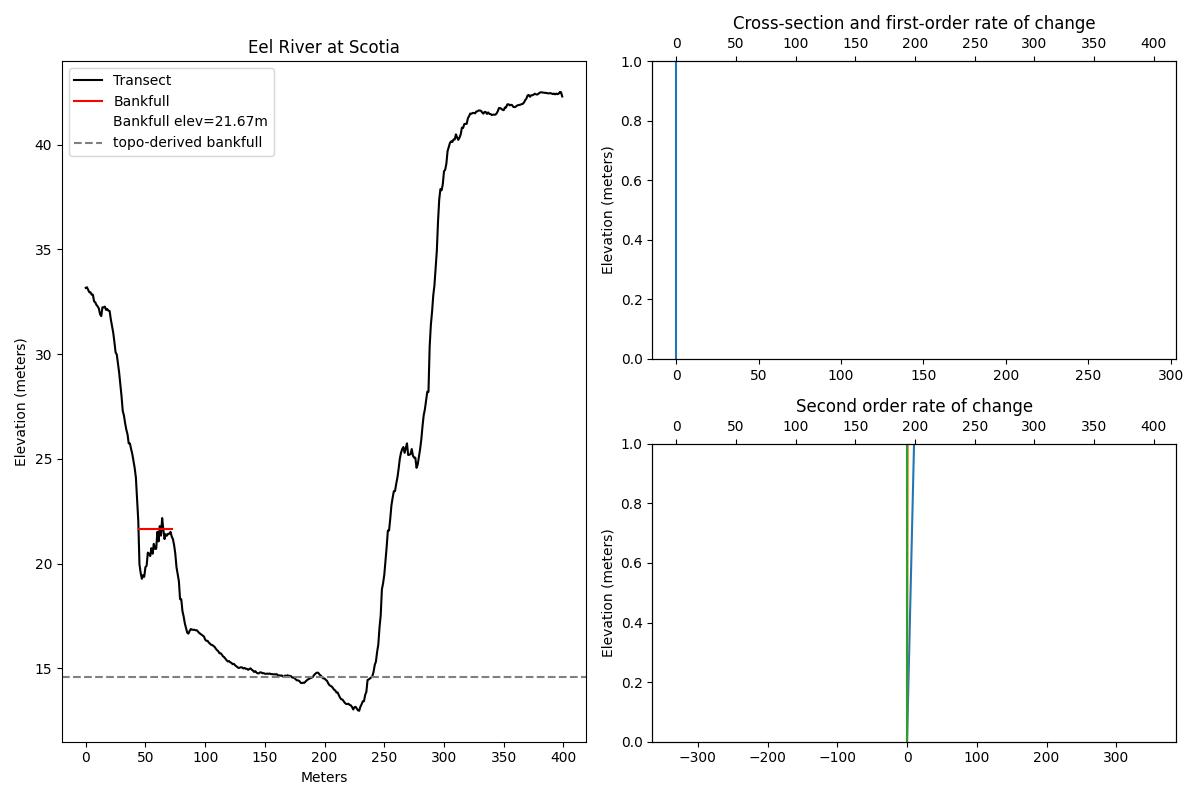 Eel River at Scotia
Transect
Bankfull
Bankfull elev=21.67m
topo-derived bankfull
Elevation (meters)
40
35
30
25
20
15
0 50 100 150 200 250 300 350 400
Meters
Cross-section and first-order rate of change
0 50 100 150 200 250 300 350 400
Elevation (meters)
1.0
0.8
0.6
0.4
0.2
0.0
0 50 100 150 200 250 300
Second order rate of change
0 50 100 150 200 250 300 350 400
Elevation (meters)
1.0
0.8
0.6
0.4
0.2
0.0
−300 −200 −100 0 100 200 300